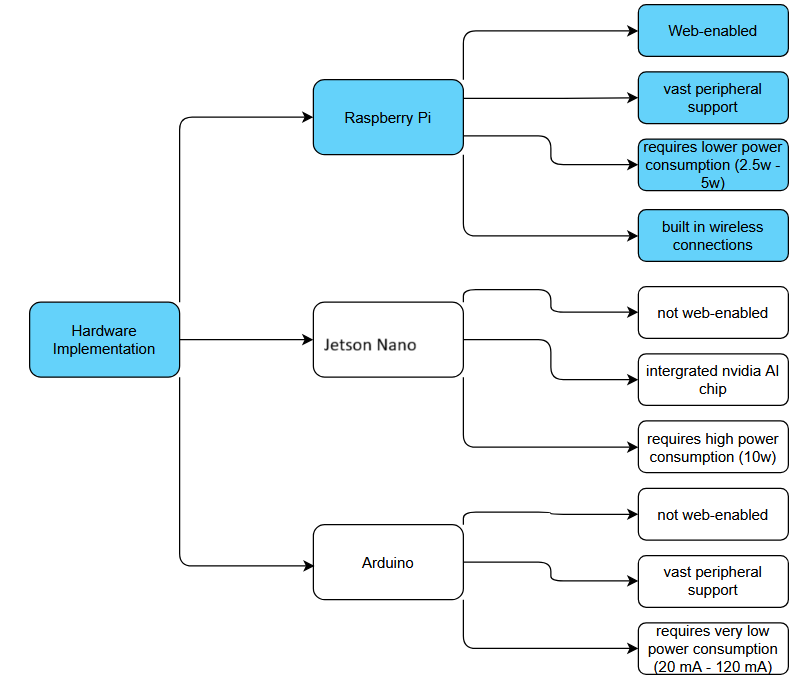 Web-enabled
vast peripheral
support
Raspberry Pi
requires lower power
consumption (2.5w -
5w)
built in wireless
connections
Hardware
Implementation
not web-enabled
Jetson Nano
intergrated nvidia AI
chip
requires high power
consumption (10w)
not web-enabled
Arduino
vast peripheral
support
requires very low
power consumption
(20 mA - 120 mA)